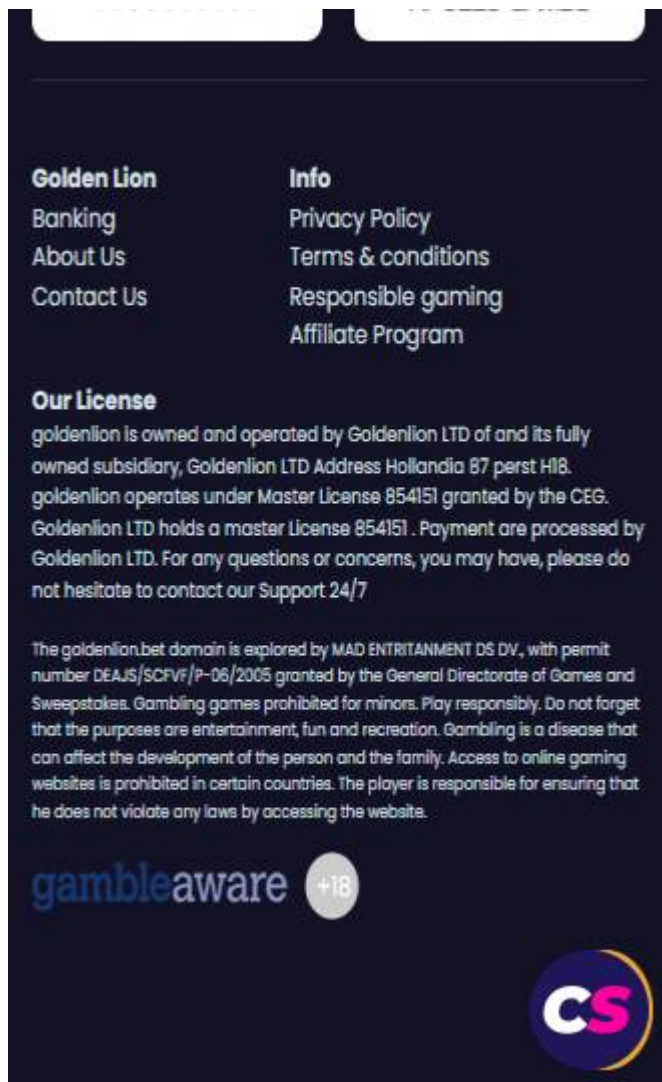 Golden Lion
Info
Banking
Privacy Policy
About Us
Terms & conditions
Contact Us
Responsible gaming
Affiliate Program
Our License
goldenlion is owned and operated by Goldenlion LTD of and its fully
owned subsidiary, Goldenlion LTD Address Hollandia 87 perst H18.
goldenlion operates under Master License 854151 granted by the CEG.
Goldenlion LTD holds a master License 854151 . Payment are processed by
Goldenlion LTD. For any questions or concerns, you may have, please do
not hesitate to contact our Support 24/7
The goldenlion.bet domain is explored by MAD ENTRITANMENT DS DV., with permit
number DEAJS/SCFVF/P-06/2005 granted by the General Directorate of Games and
Sweepstakes. Gambling games prohibited for minors. Play responsibly. Do not forget
that the purposes are entertainment, fun and recreation. Gambling is a disease that
can affect the development of the person and the family. Access to online gaming
websites is prohibited in certain countries. The player is responsible for ensuring that
he does not violate any laws by accessing the website.
gambleaware +18
CS